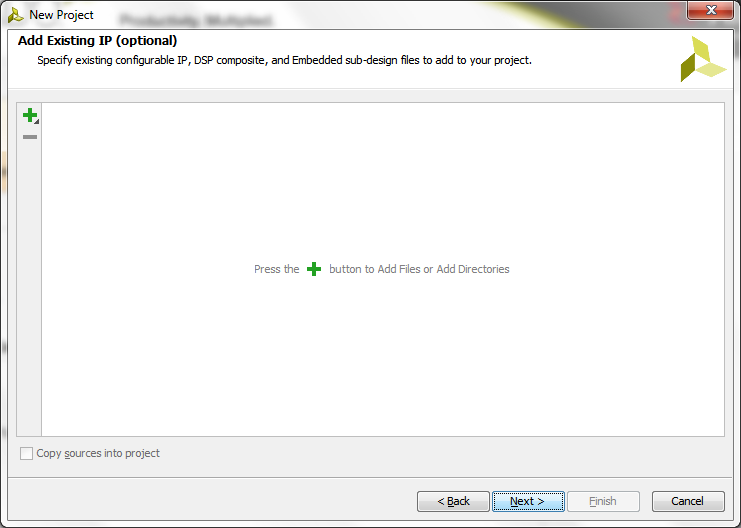 New Project
Productivity. Multiplied.
Add Existing IP (optional)
Specify existing configurable IP, DSP composite, and Embedded sub-design files to add to your project.
Press the button to Add Files or Add Directories
Copy sources into project
< Back
Next >
Finish
Cancel